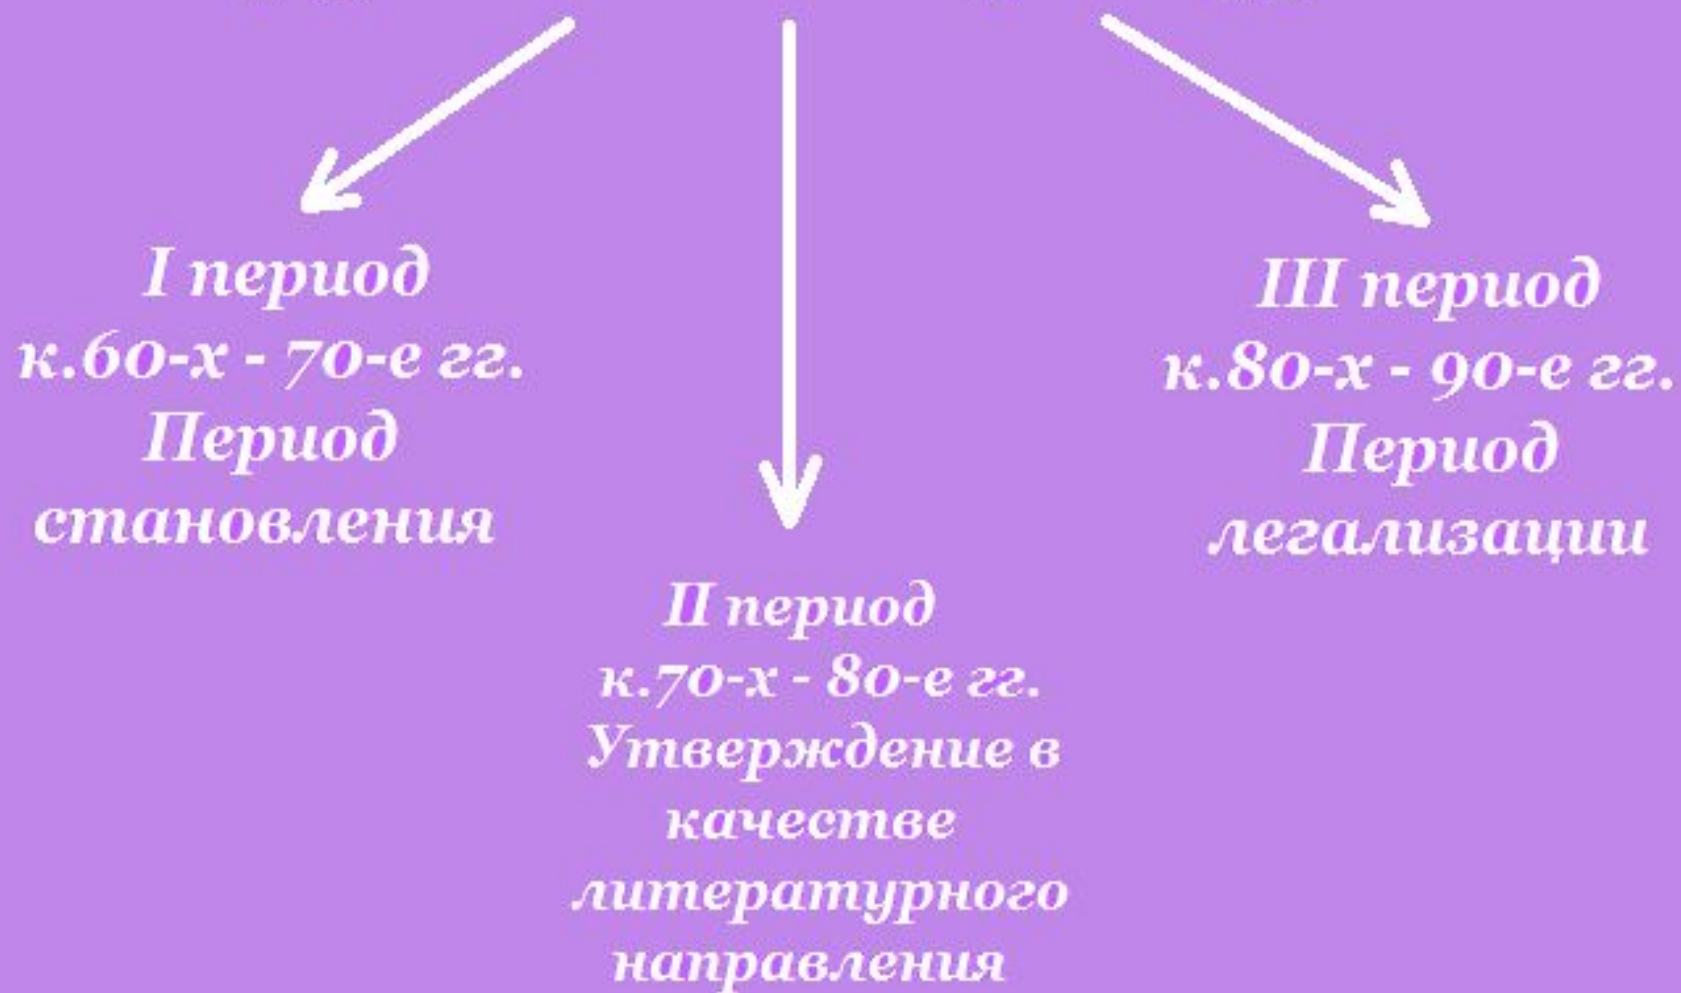 I период
к.60-х - 70-е гг.
Период
становления
III период
к.80-х - 90-е гг.
Период
легализации
II период
к.70-х - 80-е гг.
Утверждение в
качестве
литературного
направления